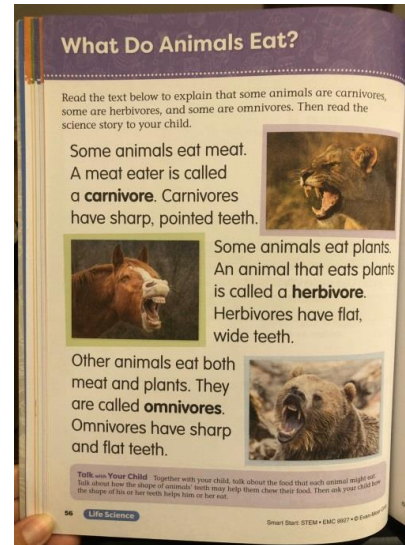 What Do Animals Eat?
Read the text below to explain that some animals are carnivores,
some are herbivores, and some are omnivores. Then read the
science story to your child.
Some animals eat meat.
A meat eater is called
a carnivore. Carnivores
have sharp, pointed teeth.
Some animals eat plants.
An animal that eats plants
is called a herbivore.
Herbivores have flat,
wide teeth.
Other animals eat both
meat and plants. They
are called omnivores.
Omnivores have sharp
and flat teeth.
Talk with Your Child Together with your child, talk about the food that each animal might eat.
Talk about how the shape of animals' teeth may help them chew their food. Then ask your child how
the shape of his or her teeth helps him or her eat.
56 Life Science
Smart Start: STEM • EMC 9927 • ©